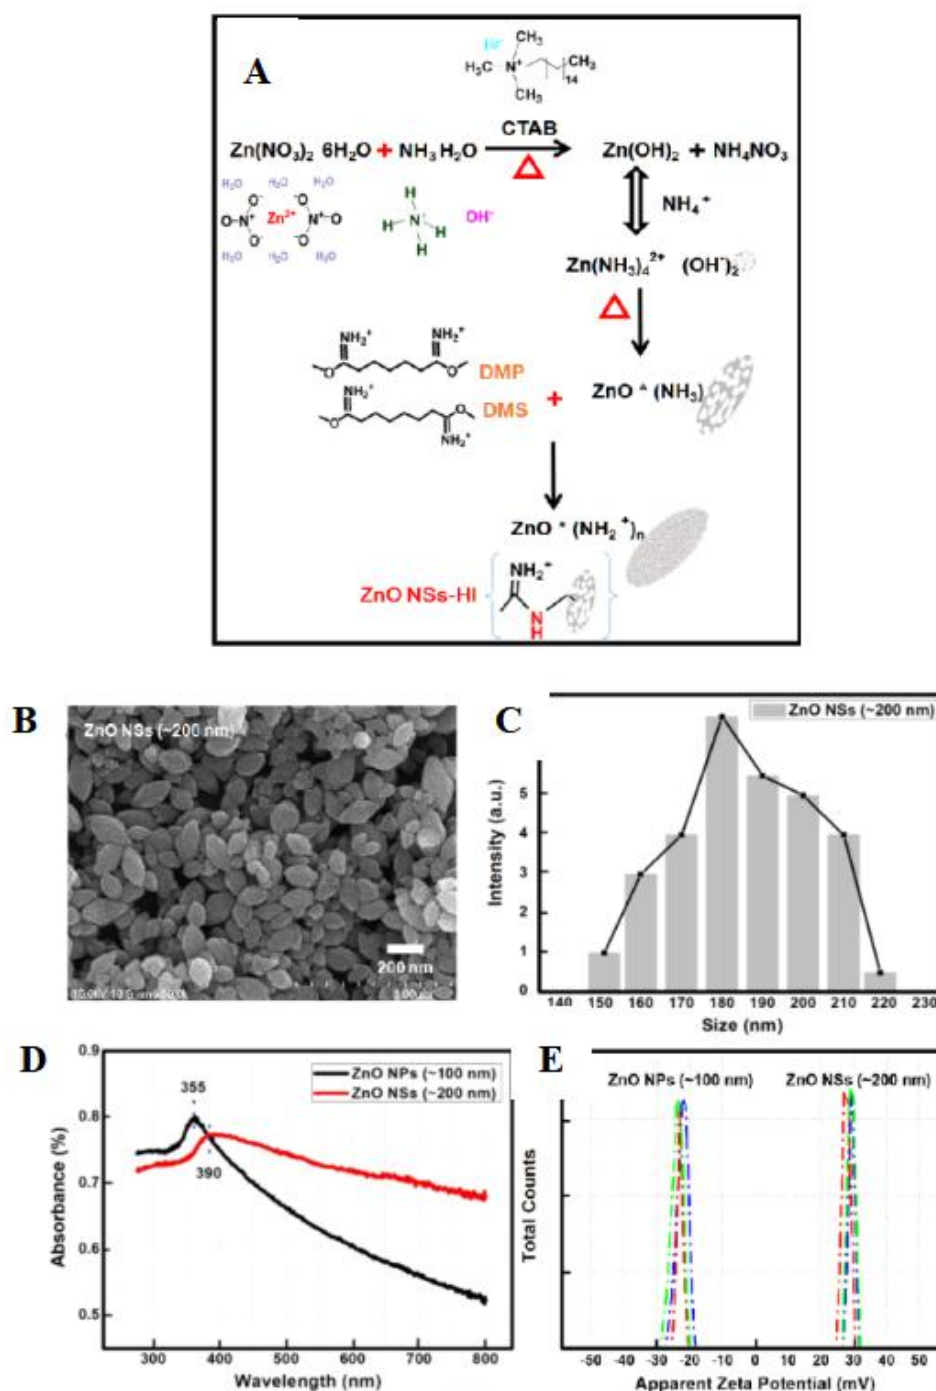 A
Br⁻
CH₃
H₃C N⁺ CH₃
14
CH₃
CTAB
Zn(NO₃)₂ 6H₂O + NH₃ H₂O Zn(OH)₂ + NH₄NO₃
H₂O H₂O H₂O
⁻O O⁻ ⁻O O⁻
N⁺ Zn²⁺ N⁺
O⁻ ⁻O
H₂O H₂O H₂O
H
H N⁺ H
H
OH⁻
NH₄⁺
Zn(NH₃)₄²⁺ (OH⁻)₂
NH₂⁺ NH₂⁺
O O
DMP
ZnO * (NH₃)
NH₂⁺
O O
DMS
+
NH₂⁺
ZnO * (NH₂⁺)n
ZnO NSs-HI
NH₂⁺
N
H
B
ZnO NSs (~200 nm)
200 nm
C
ZnO NSs (~200 nm)
Intensity (a.u.)
5
4
3
2
1
0
140 150 160 170 180 190 200 210 220 230
Size (nm)
D
0.9
0.8
0.7
0.6
0.5
Absorbance (%)
ZnO NPs (~100 nm)
ZnO NSs (~200 nm)
355
390
300 400 500 600 700 800
Wavelength (nm)
E
ZnO NPs (~100 nm) ZnO NSs (~200 nm)
Total Counts
-50 -40 -30 -20 -10 0 10 20 30 40 50
Apparent Zeta Potential (mV)